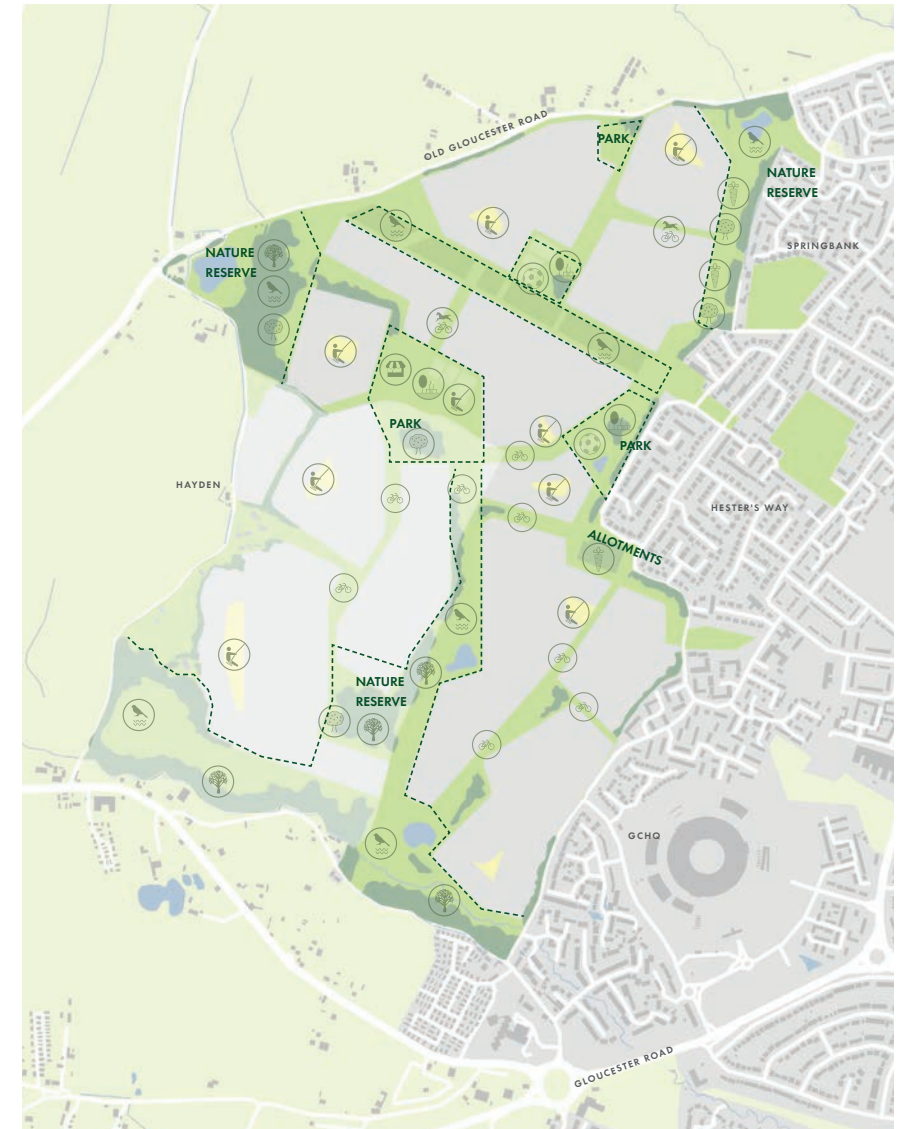 OLD GLOUCESTER ROAD
PARK
NATURE
RESERVE
SPRINGBANK
NATURE
RESERVE
PARK
PARK
HAYDEN
HESTER'S WAY
ALLOTMENTS
NATURE
RESERVE
GCHQ
GLOUCESTER ROAD